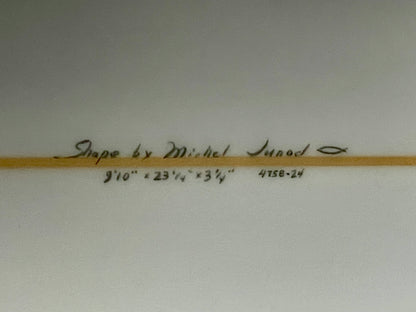 Shape by Michel Junod
9'10" x 23 1/4" x 3 1/4" 4758-24